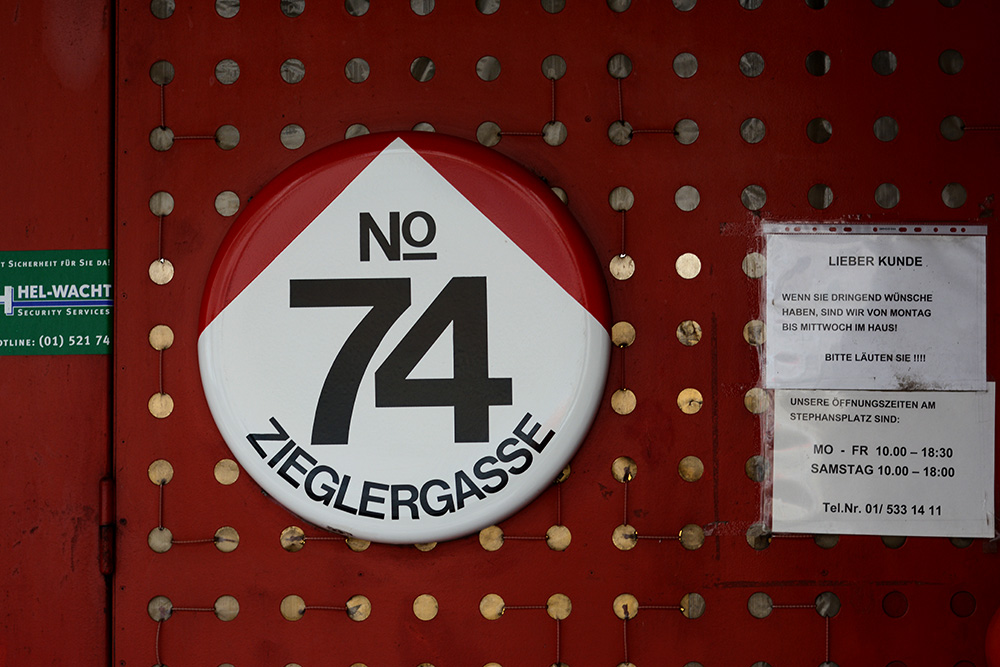 T SICHERHEIT FÜR SIE DA!
HEL-WACHT
SECURITY SERVICES
OTLINE: (01) 521 74
No
74
ZIEGLERGASSE
LIEBER KUNDE
WENN SIE DRINGEND WÜNSCHE
HABEN, SIND WIR VON MONTAG
BIS MITTWOCH IM HAUS!
BITTE LÄUTEN SIE !!!!
UNSERE ÖFFNUNGSZEITEN AM
STEPHANSPLATZ SIND:
MO - FR 10.00 – 18:30
SAMSTAG 10.00 – 18:00
Tel.Nr. 01/ 533 14 11